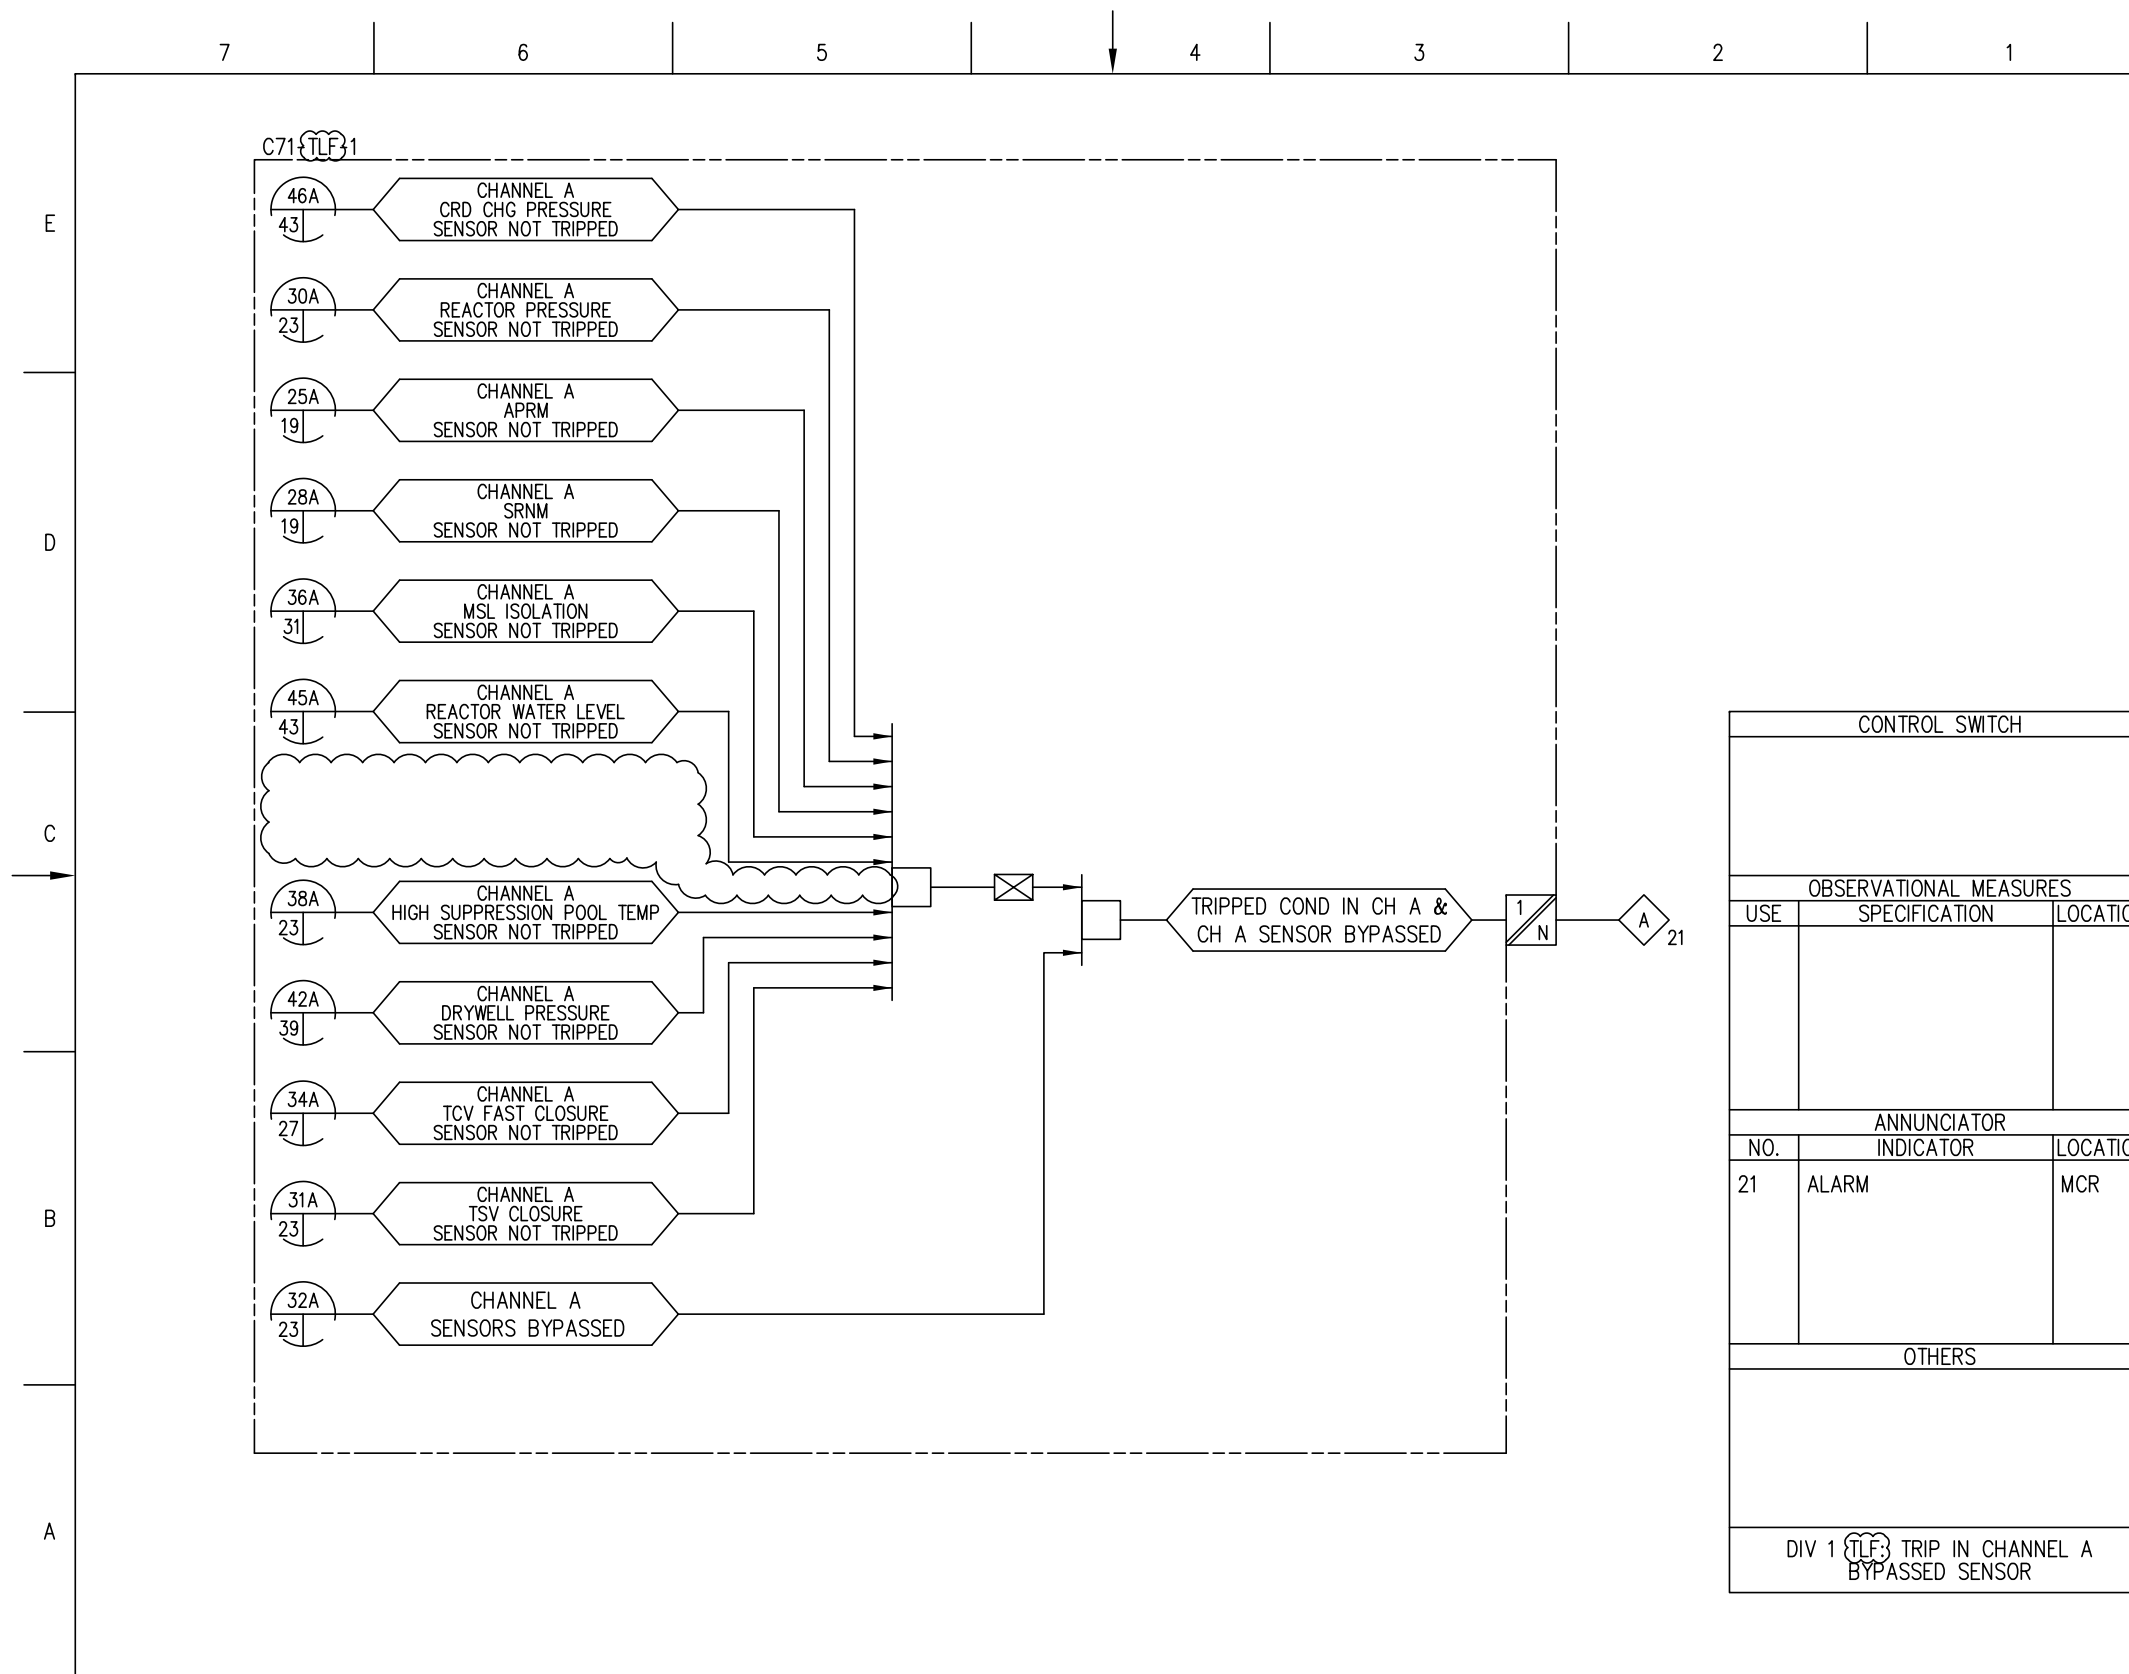 7 6 5 4 3 2 1
C71-TLF-1
E
46A
43
CHANNEL A
CRD CHG PRESSURE
SENSOR NOT TRIPPED
30A
23
CHANNEL A
REACTOR PRESSURE
SENSOR NOT TRIPPED
25A
19
CHANNEL A
APRM
SENSOR NOT TRIPPED
D
28A
19
CHANNEL A
SRNM
SENSOR NOT TRIPPED
36A
31
CHANNEL A
MSL ISOLATION
SENSOR NOT TRIPPED
45A
43
CHANNEL A
REACTOR WATER LEVEL
SENSOR NOT TRIPPED
C
38A
23
CHANNEL A
HIGH SUPPRESSION POOL TEMP
SENSOR NOT TRIPPED
42A
39
CHANNEL A
DRYWELL PRESSURE
SENSOR NOT TRIPPED
34A
27
CHANNEL A
TCV FAST CLOSURE
SENSOR NOT TRIPPED
B
31A
23
CHANNEL A
TSV CLOSURE
SENSOR NOT TRIPPED
32A
23
CHANNEL A
SENSORS BYPASSED
A
TRIPPED COND IN CH A &
CH A SENSOR BYPASSED
1
N
A
21
CONTROL SWITCH
OBSERVATIONAL MEASURES
USE SPECIFICATION LOCATIO
ANNUNCIATOR
NO. INDICATOR LOCATIO
21 ALARM MCR
OTHERS
DIV 1 TLF: TRIP IN CHANNEL A
BYPASSED SENSOR